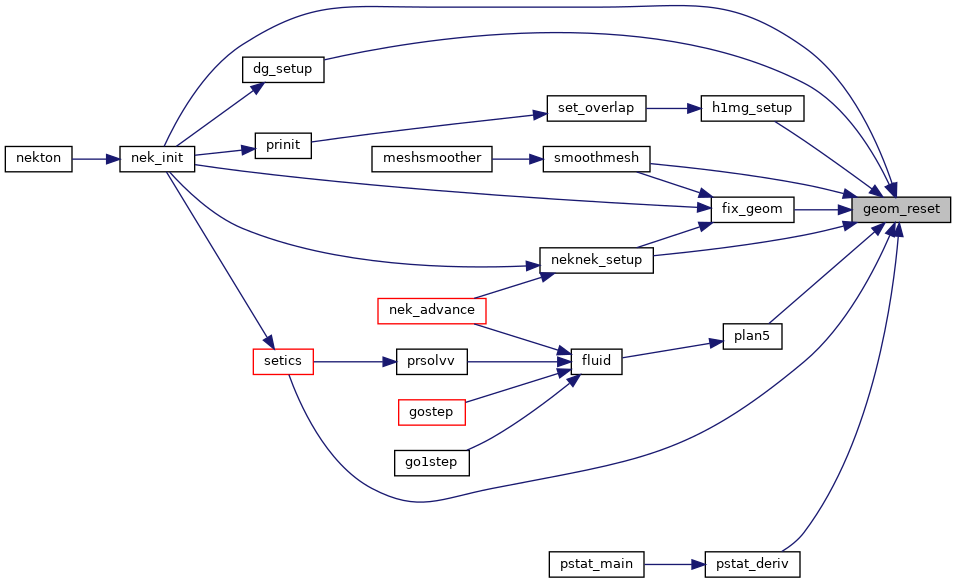 dg_setup
set_overlap
h1mg_setup
prinit
nekton
nek_init
meshsmoother
smoothmesh
fix_geom
geom_reset
neknek_setup
nek_advance
plan5
setics
prsolvv
fluid
gostep
go1step
pstat_main
pstat_deriv